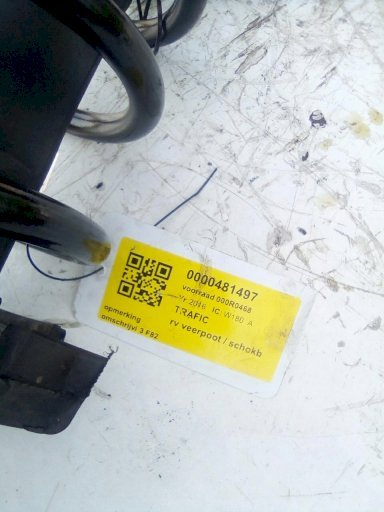 0000481497
voorraad 000R0468
Yr 2016 IC: W180 A
TRAFIC
rv veerpoot / schokb
opmerking
omschrijvi 3 F82